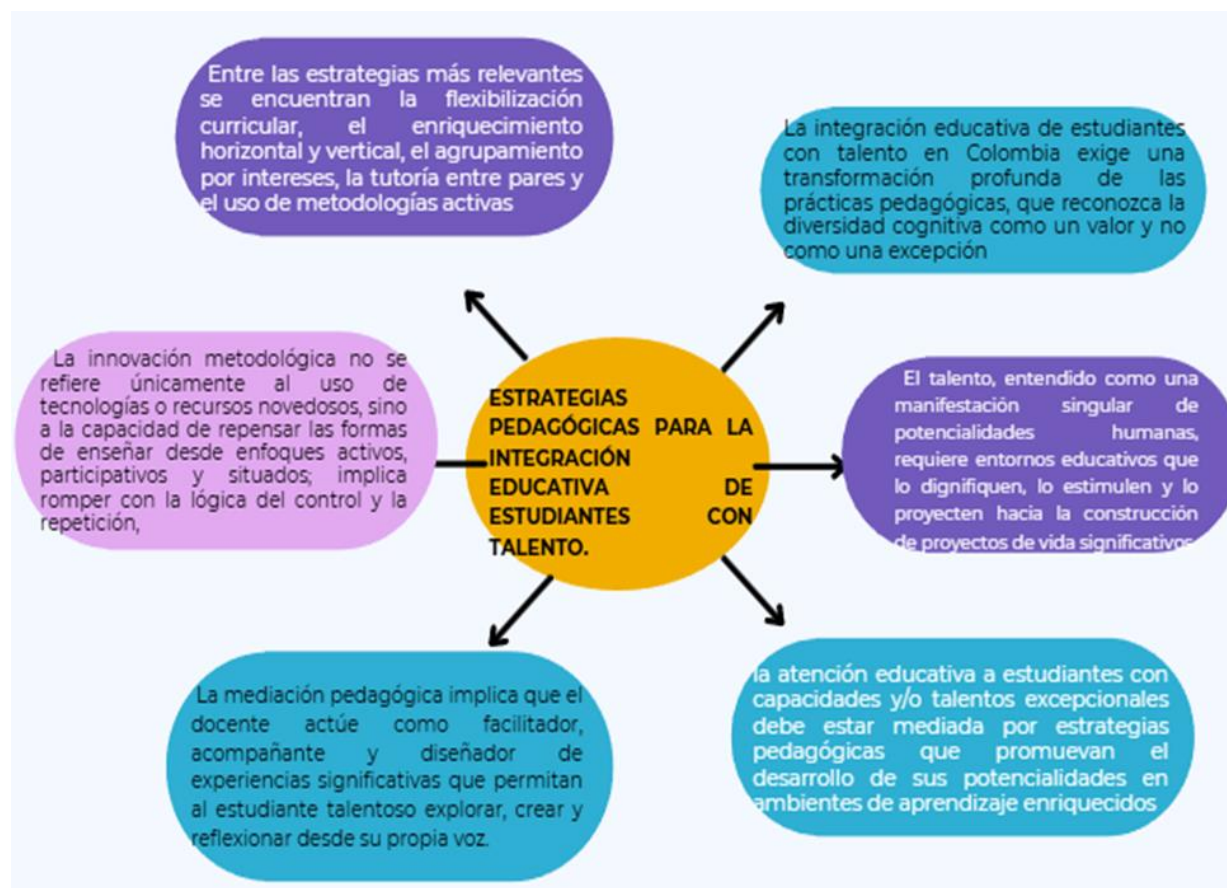 Entre las estrategias más relevantes
se encuentran la flexibilización
curricular, el enriquecimiento
horizontal y vertical, el agrupamiento
por intereses, la tutoría entre pares y
el uso de metodologías activas
La integración educativa de estudiantes
con talento en Colombia exige una
transformación profunda de las
prácticas pedagógicas, que reconozca la
diversidad cognitiva como un valor y no
como una excepción
La innovación metodológica no se
refiere únicamente al uso de
tecnologías o recursos novedosos, sino
a la capacidad de repensar las formas
de enseñar desde enfoques activos,
participativos y situados; implica
romper con la lógica del control y la
repetición,
ESTRATEGIAS
PEDAGÓGICAS PARA LA
INTEGRACIÓN
EDUCATIVA DE
ESTUDIANTES CON
TALENTO.
El talento, entendido como una
manifestación singular de
potencialidades humanas,
requiere entornos educativos que
lo dignifiquen, lo estimulen y lo
proyecten hacia la construcción
de proyectos de vida significativos
La mediación pedagógica implica que el
docente actúe como facilitador,
acompañante y diseñador de
experiencias significativas que permitan
al estudiante talentoso explorar, crear y
reflexionar desde su propia voz.
la atención educativa a estudiantes con
capacidades y/o talentos excepcionales
debe estar mediada por estrategias
pedagógicas que promuevan el
desarrollo de sus potencialidades en
ambientes de aprendizaje enriquecidos